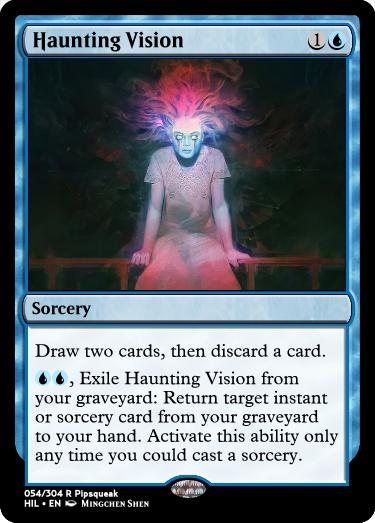 Haunting Vision 1
Sorcery
Draw two cards, then discard a card.
, Exile Haunting Vision from
your graveyard: Return target instant
or sorcery card from your graveyard
to your hand. Activate this ability only
any time you could cast a sorcery.
054/304 R Pipsqueak
HIL • EN Mingchen Shen